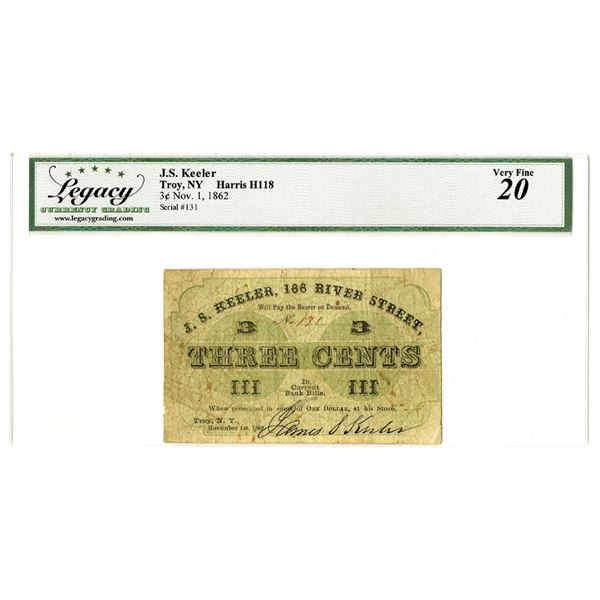 Legacy
CURRENCY GRADING
www.legacygrading.com
J.S. Keeler
Troy, NY Harris H118
3¢ Nov. 1, 1862
Serial #131
Very Fine
20
J. S. KEELER, 166 RIVER STREET,
Will Pay the Bearer on Demand,
No. 131
3 3
THREE CENTS
III III
In
Current
Bank Bills,
When presented in sums of ONE DOLLAR, at his Store.
Troy, N. Y.,
November 1st, 1862.
James S Keeler